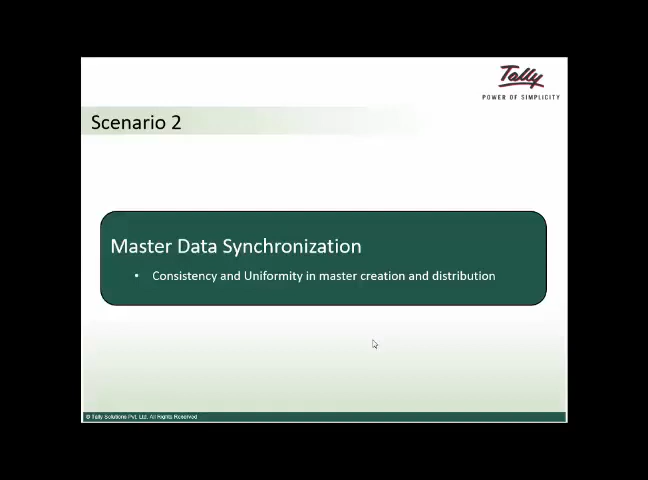 Tally
POWER OF SIMPLICITY
Scenario 2
Master Data Synchronization
• Consistency and Uniformity in master creation and distribution
© Tally Solutions Pvt. Ltd. All Rights Reserved